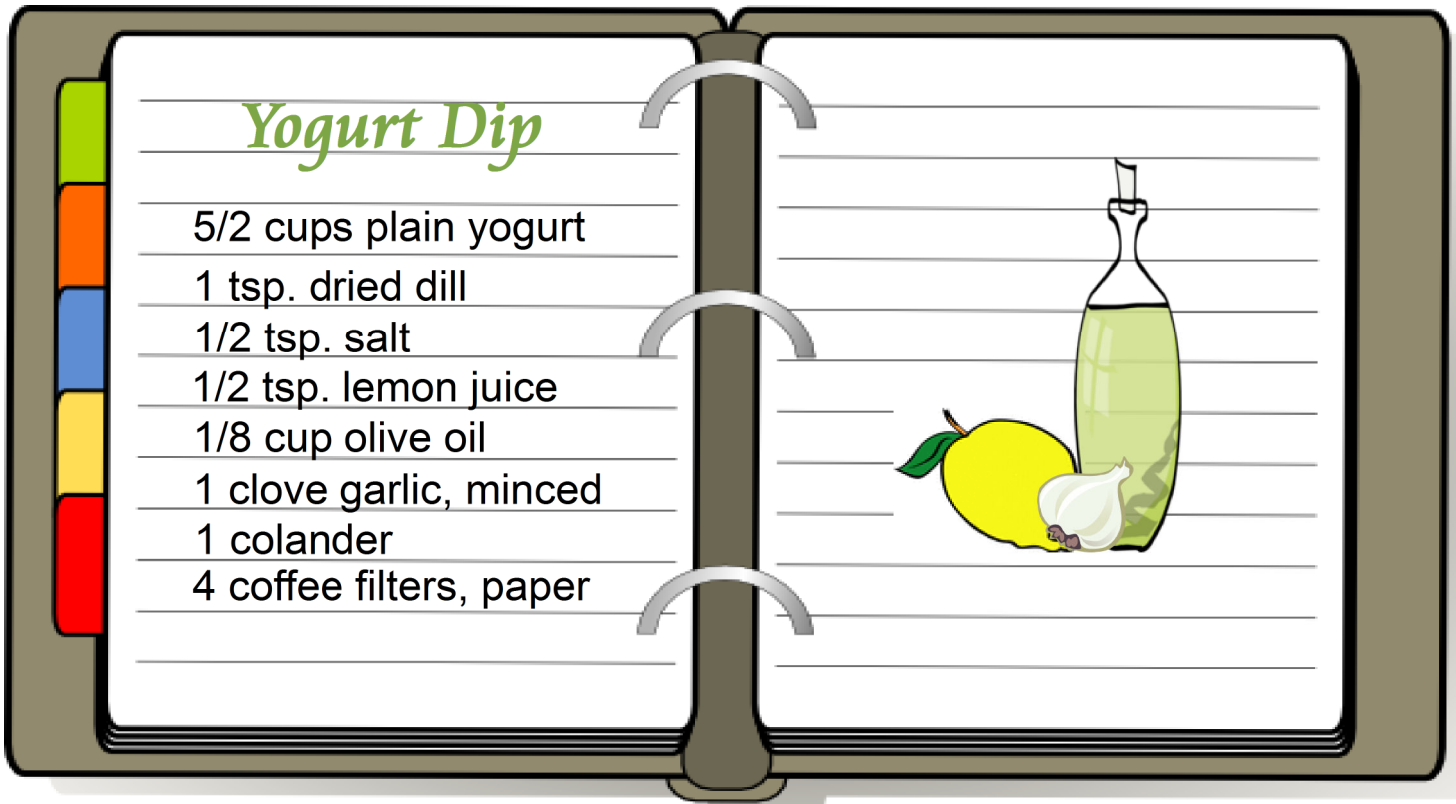 Yogurt Dip
5/2 cups plain yogurt
1 tsp. dried dill
1/2 tsp. salt
1/2 tsp. lemon juice
1/8 cup olive oil
1 clove garlic, minced
1 colander
4 coffee filters, paper